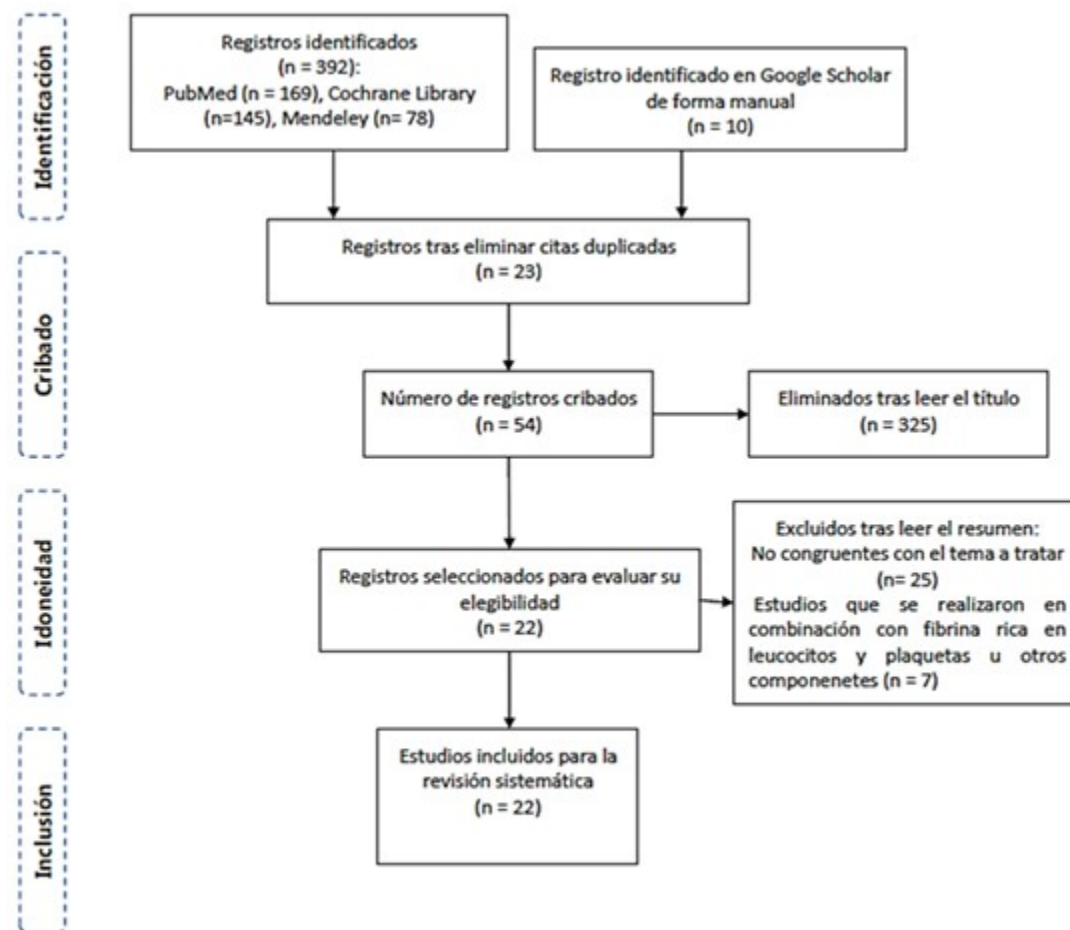 Identificación
Registros identificados
(n = 392):
PubMed (n = 169), Cochrane Library
(n=145), Mendeley (n= 78)
Registro identificado en Google Scholar
de forma manual
(n = 10)
Registros tras eliminar citas duplicadas
(n = 23)
Cribado
Número de registros cribados
(n = 54)
Eliminados tras leer el título
(n = 325)
Idoneidad
Registros seleccionados para evaluar su
elegibilidad
(n = 22)
Excluidos tras leer el resumen:
No congruentes con el tema a tratar
(n= 25)
Estudios que se realizaron en
combinación con fibrina rica en
leucocitos y plaquetas u otros
componenetes (n = 7)
Inclusión
Estudios incluidos para la
revisión sistemática
(n = 22)